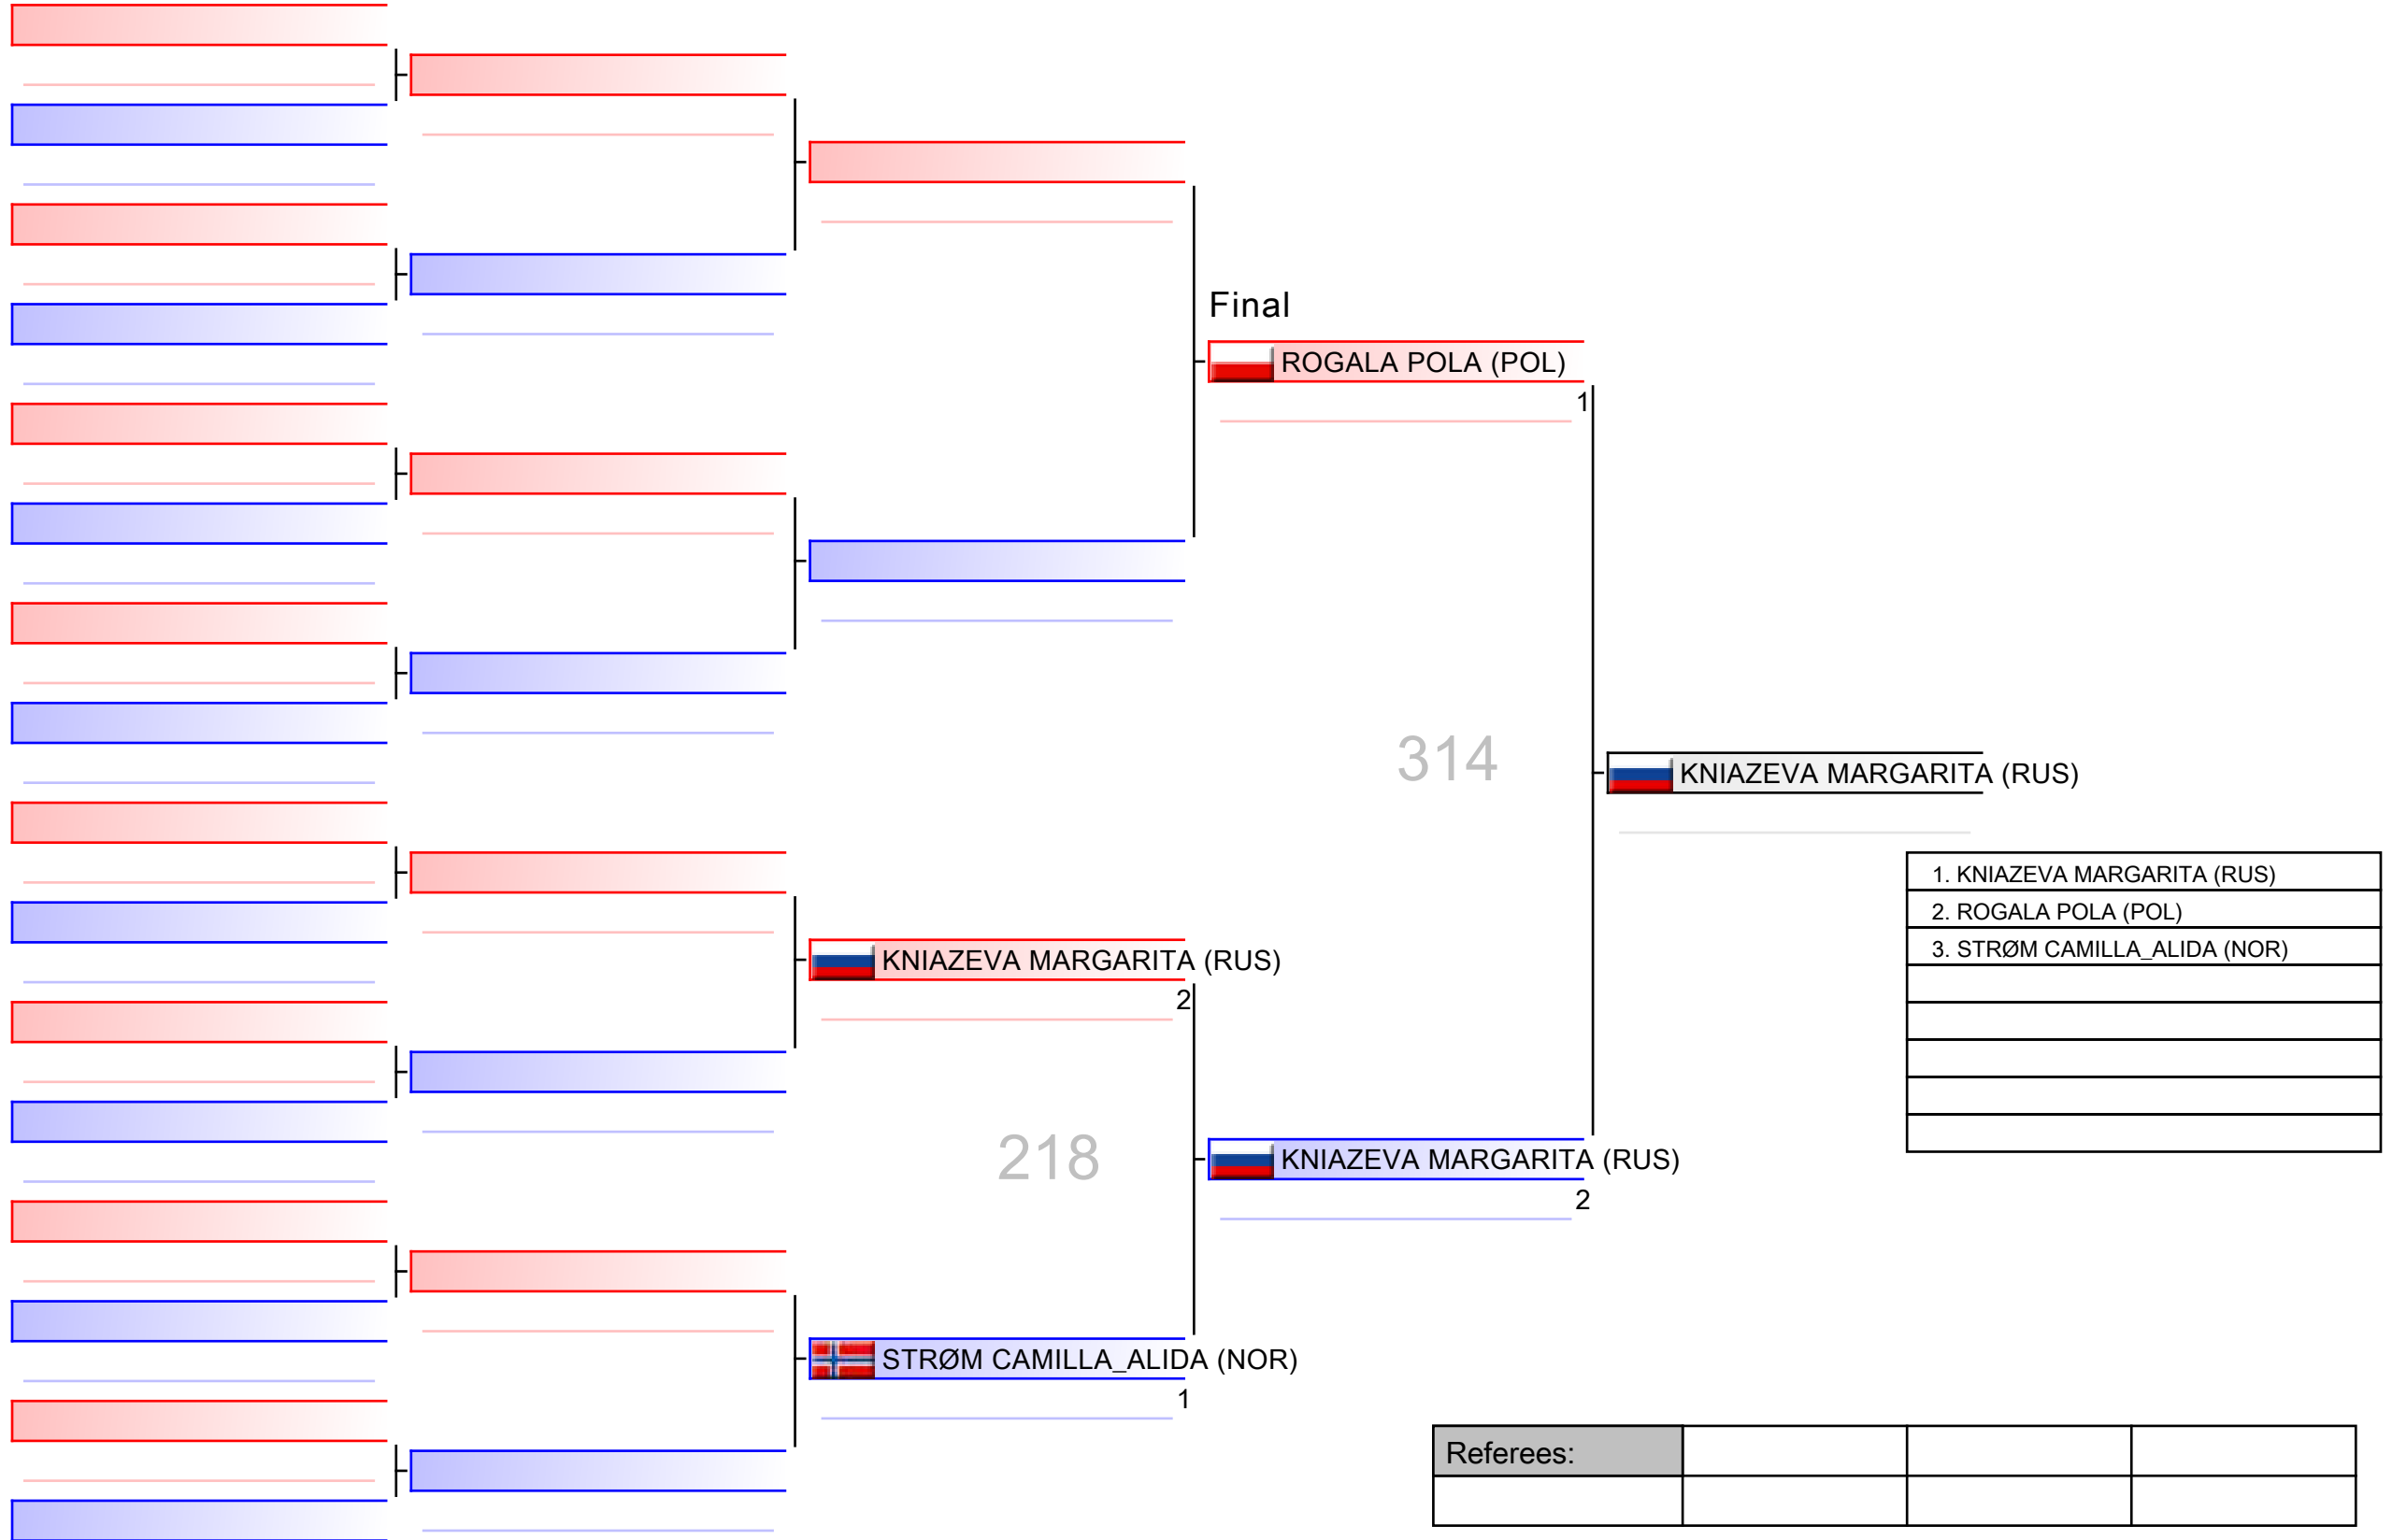 Final
ROGALA POLA (POL)
1
314
KNIAZEVA MARGARITA (RUS)
1. KNIAZEVA MARGARITA (RUS)
2. ROGALA POLA (POL)
3. STRØM CAMILLA_ALIDA (NOR)
KNIAZEVA MARGARITA (RUS)
2
218
KNIAZEVA MARGARITA (RUS)
2
STRØM CAMILLA_ALIDA (NOR)
1
Referees: